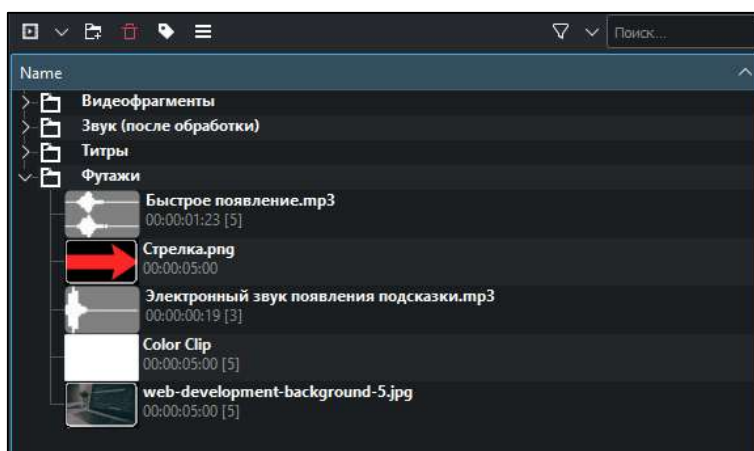 Поиск...
Name
Видеофрагменты
Звук (после обработки)
Титры
Футажи
Быстрое появление.mp3
00:00:01:23 [5]
Стрелка.png
00:00:05:00
Электронный звук появления подсказки.mp3
00:00:00:19 [3]
Color Clip
00:00:05:00 [5]
web-development-background-5.jpg
00:00:05:00 [5]